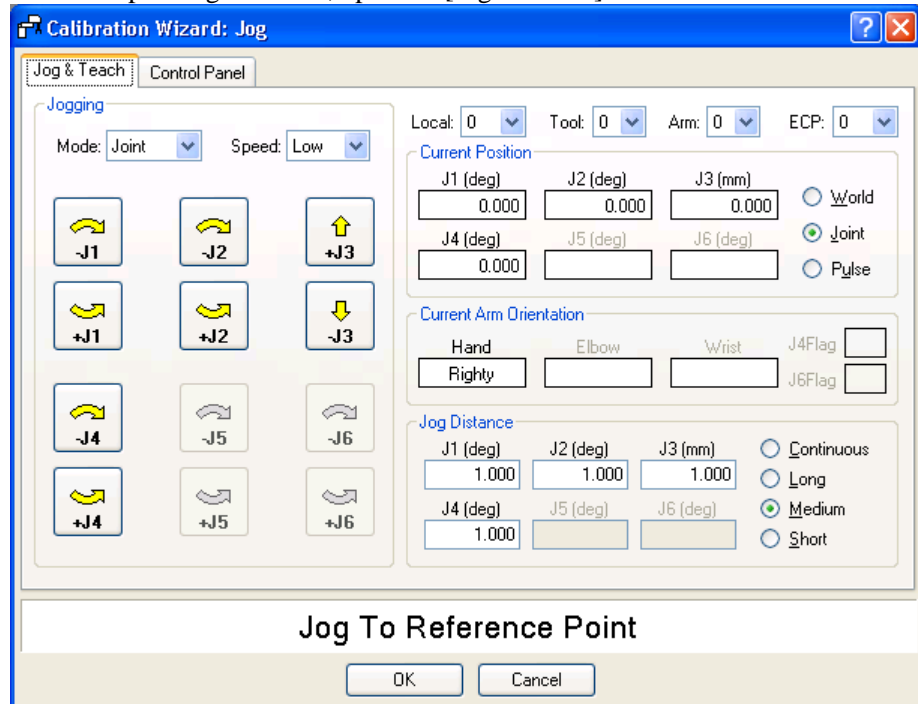 Calibration Wizard: Jog
Jog & Teach Control Panel
Jogging
Mode: Joint Speed: Low
-J1 -J2 +J3
+J1 +J2 -J3
-J4 -J5 -J6
+J4 +J5 +J6
Local: 0 Tool: 0 Arm: 0 ECP: 0
Current Position
J1 (deg) J2 (deg) J3 (mm)
0.000 0.000 0.000
J4 (deg) J5 (deg) J6 (deg)
0.000
World
Joint
Pulse
Current Arm Orientation
Hand Elbow Wrist
Righty
J4Flag
J6Flag
Jog Distance
J1 (deg) J2 (deg) J3 (mm)
1.000 1.000 1.000
J4 (deg) J5 (deg) J6 (deg)
1.000
Continuous
Long
Medium
Short
Jog To Reference Point
OK Cancel